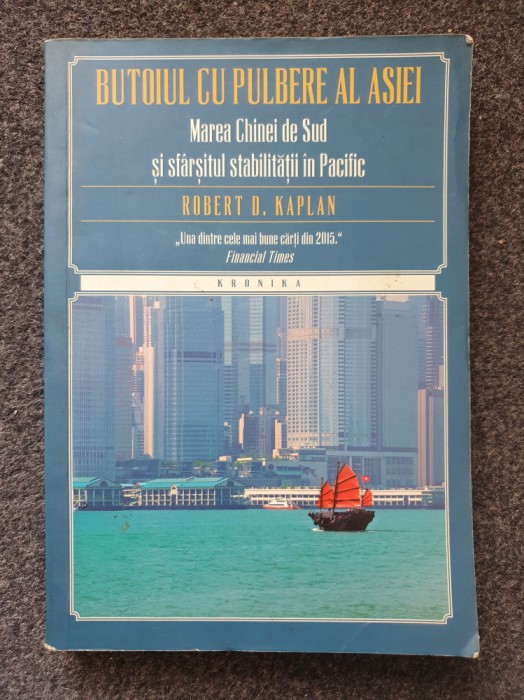 BUTOIUL CU PULBERE AL ASIEI
Marea Chinei de Sud
și sfârșitul stabilității în Pacific
ROBERT D. KAPLAN
„Una dintre cele mai bune cărți din 2015.“
Financial Times
KRONIKA